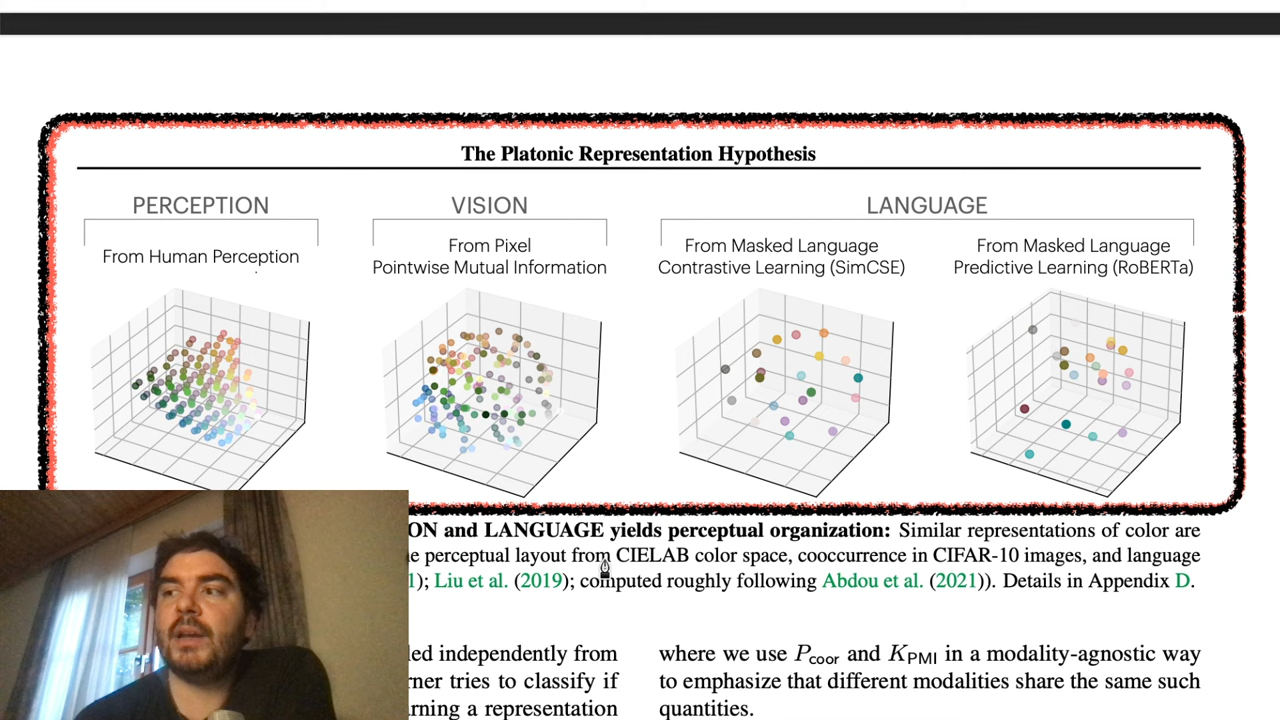 The Platonic Representation Hypothesis
PERCEPTION
VISION
LANGUAGE
From Human Perception
From Pixel
Pointwise Mutual Information
From Masked Language
Contrastive Learning (SimCSE)
From Masked Language
Predictive Learning (RoBERTa)
and LANGUAGE yields perceptual organization: Similar representations of color are
perceptual layout from CIELAB color space, cooccurrence in CIFAR-10 images, and language
1); Liu et al. (2019); computed roughly following Abdou et al. (2021)). Details in Appendix D.
independently from
tries to classify if
a representation
where we use Pcoor and KPMI in a modality-agnostic way
to emphasize that different modalities share the same such
quantities.